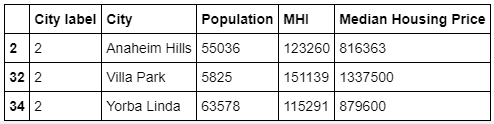 City label City Population MHI Median Housing Price
2 2 Anaheim Hills 55036 123260 816363
32 2 Villa Park 5825 151139 1337500
34 2 Yorba Linda 63578 115291 879600